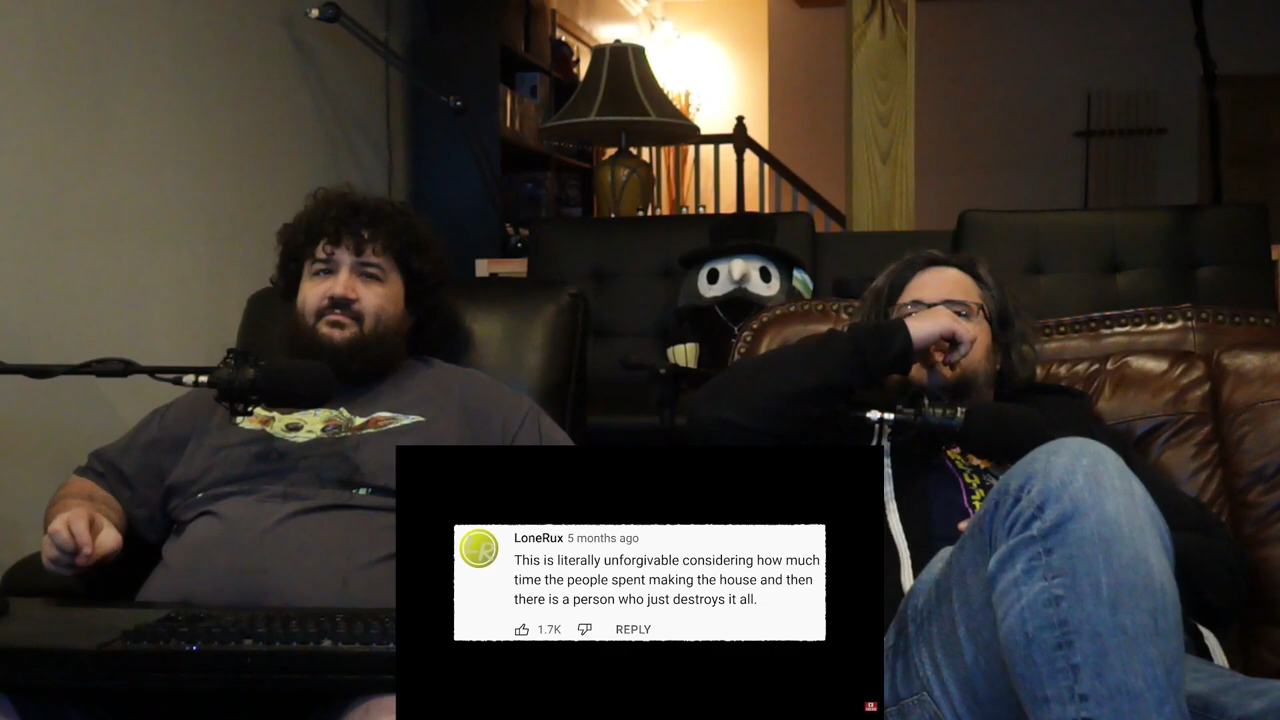 LoneRux 5 months ago
This is literally unforgivable considering how much
time the people spent making the house and then
there is a person who just destroys it all.
1.7K REPLY